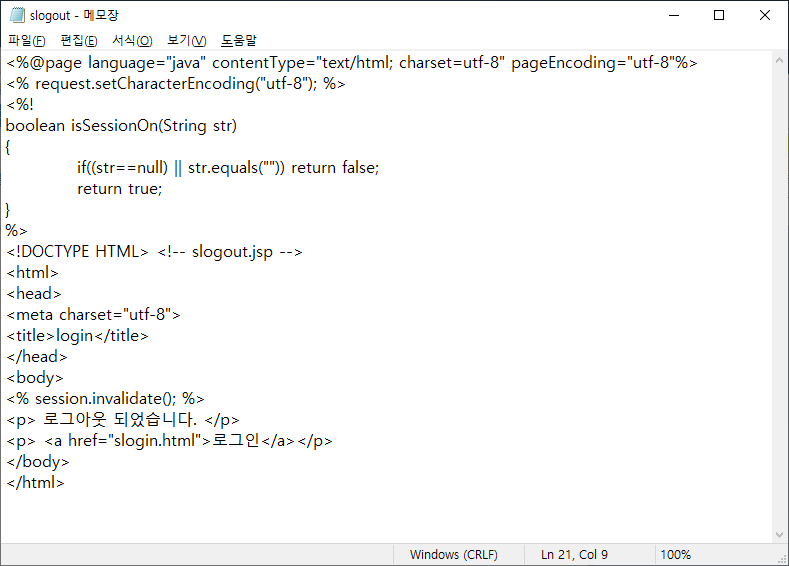 slogout - 메모장
파일(F) 편집(E) 서식(O) 보기(V) 도움말
<%@page language="java" contentType="text/html; charset=utf-8" pageEncoding="utf-8"%>
<% request.setCharacterEncoding("utf-8"); %>
<%!
boolean isSessionOn(String str)
{
if((str==null) || str.equals("")) return false;
return true;
}
%>
<!DOCTYPE HTML> <!-- slogout.jsp -->
<html>
<head>
<meta charset="utf-8">
<title>login</title>
</head>
<body>
<% session.invalidate(); %>
<p> 로그아웃 되었습니다. </p>
<p> <a href="slogin.html">로그인</a></p>
</body>
</html>
Windows (CRLF) Ln 21, Col 9 100%